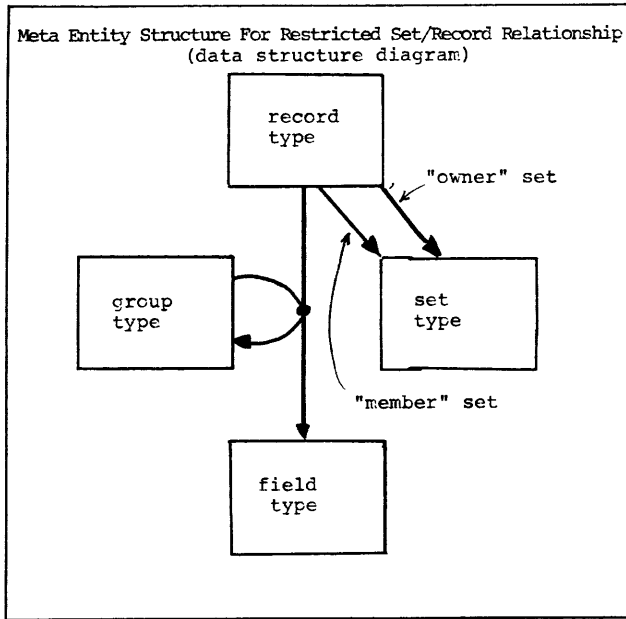 Meta Entity Structure For Restricted Set/Record Relationship
(data structure diagram)
record
type
"owner" set
group
type
set
type
"member" set
field
type